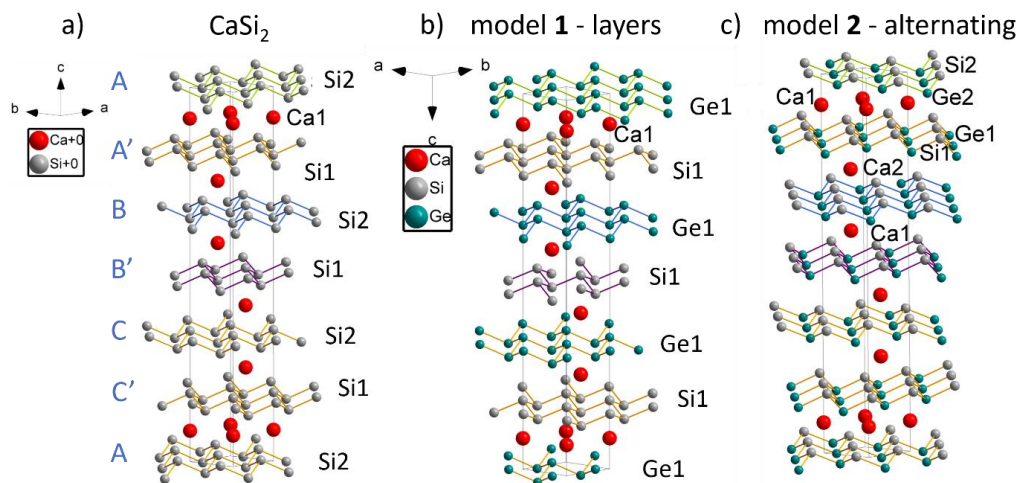 a)
CaSi2
A
Si2
c
b
a
Ca1
Ca+0
Si+0
A’
Si1
B
Si2
B’
Si1
C
Si2
C’
Si1
A
Si2
b)
model 1 - layers
a
b
c
Ge1
Ca1
Ca
Si
Ge
Si1
Ge1
Si1
Ge1
Si1
Ge1
c)
model 2 - alternating
Si2
Ge2
Ca1
Ge1
Si1
Ca2
Ca1